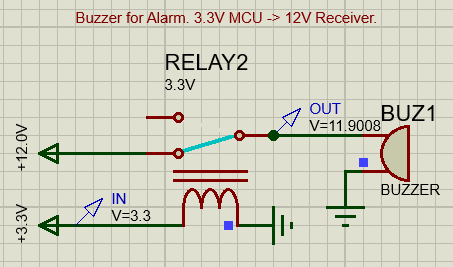 Buzzer for Alarm. 3.3V MCU -> 12V Receiver.
RELAY2
3.3V
OUT
V=11.9008
BUZ1
+12.0V
BUZZER
IN
V=3.3
+3.3V